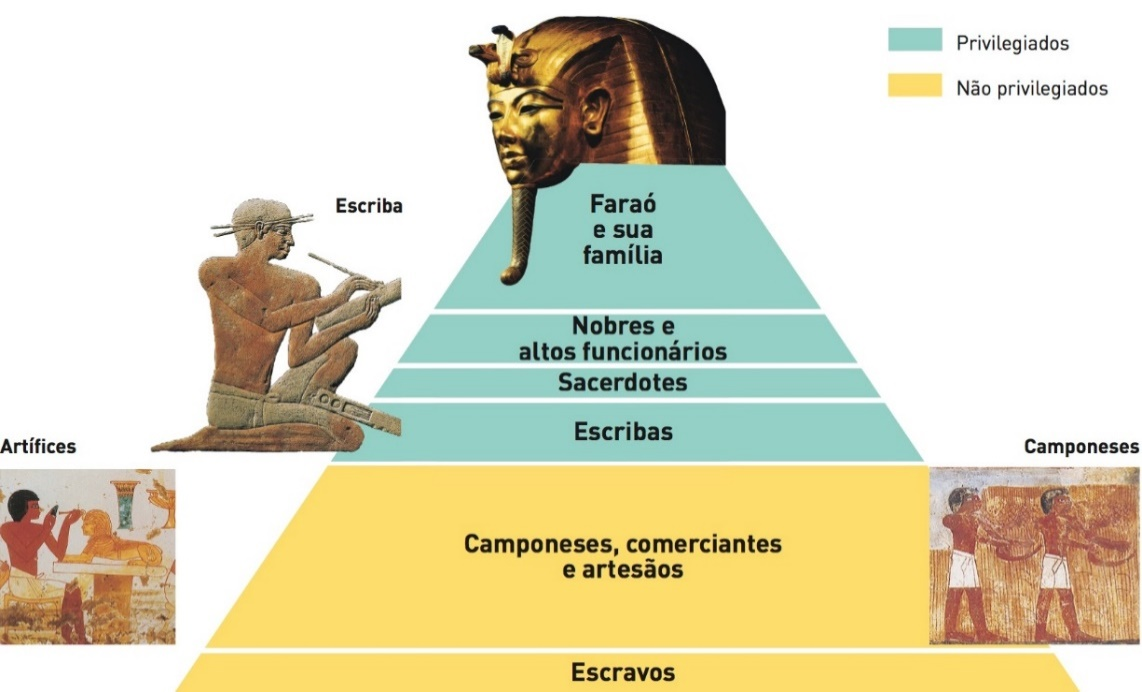 Privilegiados
Não privilegiados
Escriba
Faraó
e sua
família
Nobres e
altos funcionários
Sacerdotes
Escribas
Artífices
Camponeses
Camponeses, comerciantes
e artesãos
Escravos